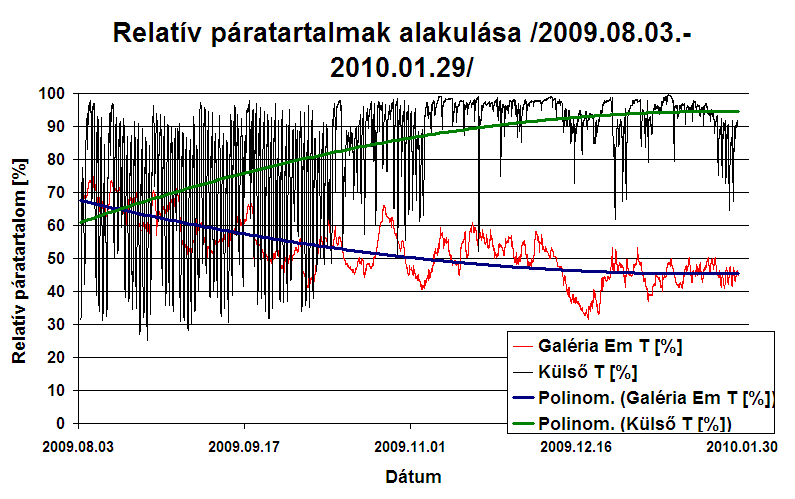 Relatív páratartalmak alakulása /2009.08.03.-
2010.01.29/
Relatív páratartalom [%]
100
90
80
70
60
50
40
30
20
10
0
2009.08.03
2009.09.17
2009.11.01
2009.12.16
2010.01.30
Dátum
Galéria Em T [%]
Külső T [%]
Polinom. (Galéria Em T [%])
Polinom. (Külső T [%])